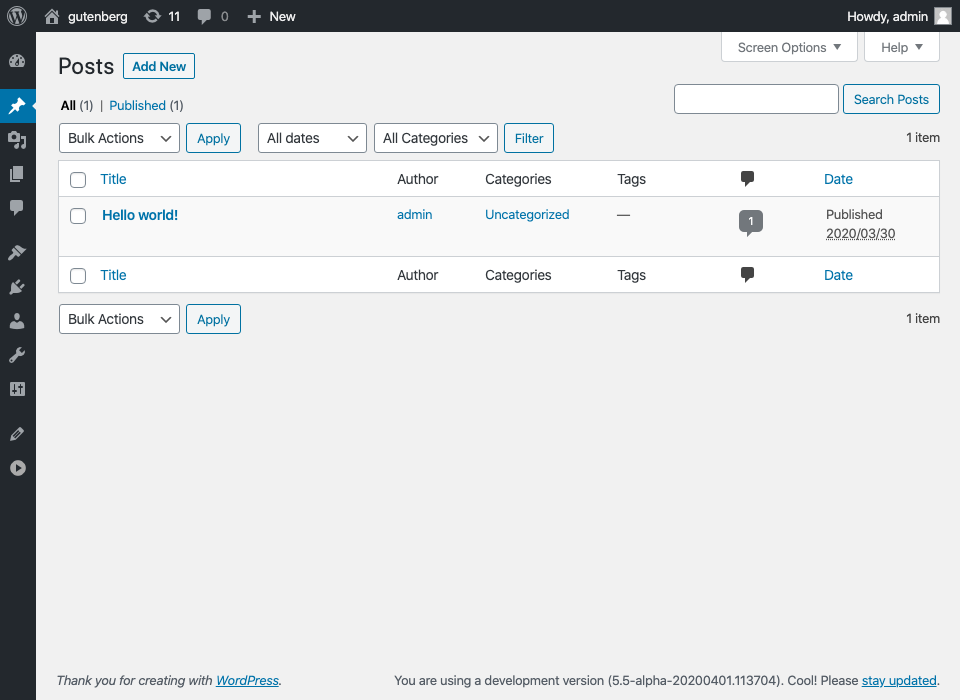 gutenberg 11 0 New Howdy, admin
Screen Options Help
Posts Add New
All (1) | Published (1)
Search Posts
Bulk Actions Apply All dates All Categories Filter 1 item
Title Author Categories Tags Date
Hello world! admin Uncategorized — 1 Published
2020/03/30
Title Author Categories Tags Date
Bulk Actions Apply 1 item
Thank you for creating with WordPress. You are using a development version (5.5-alpha-20200401.113704). Cool! Please stay updated.